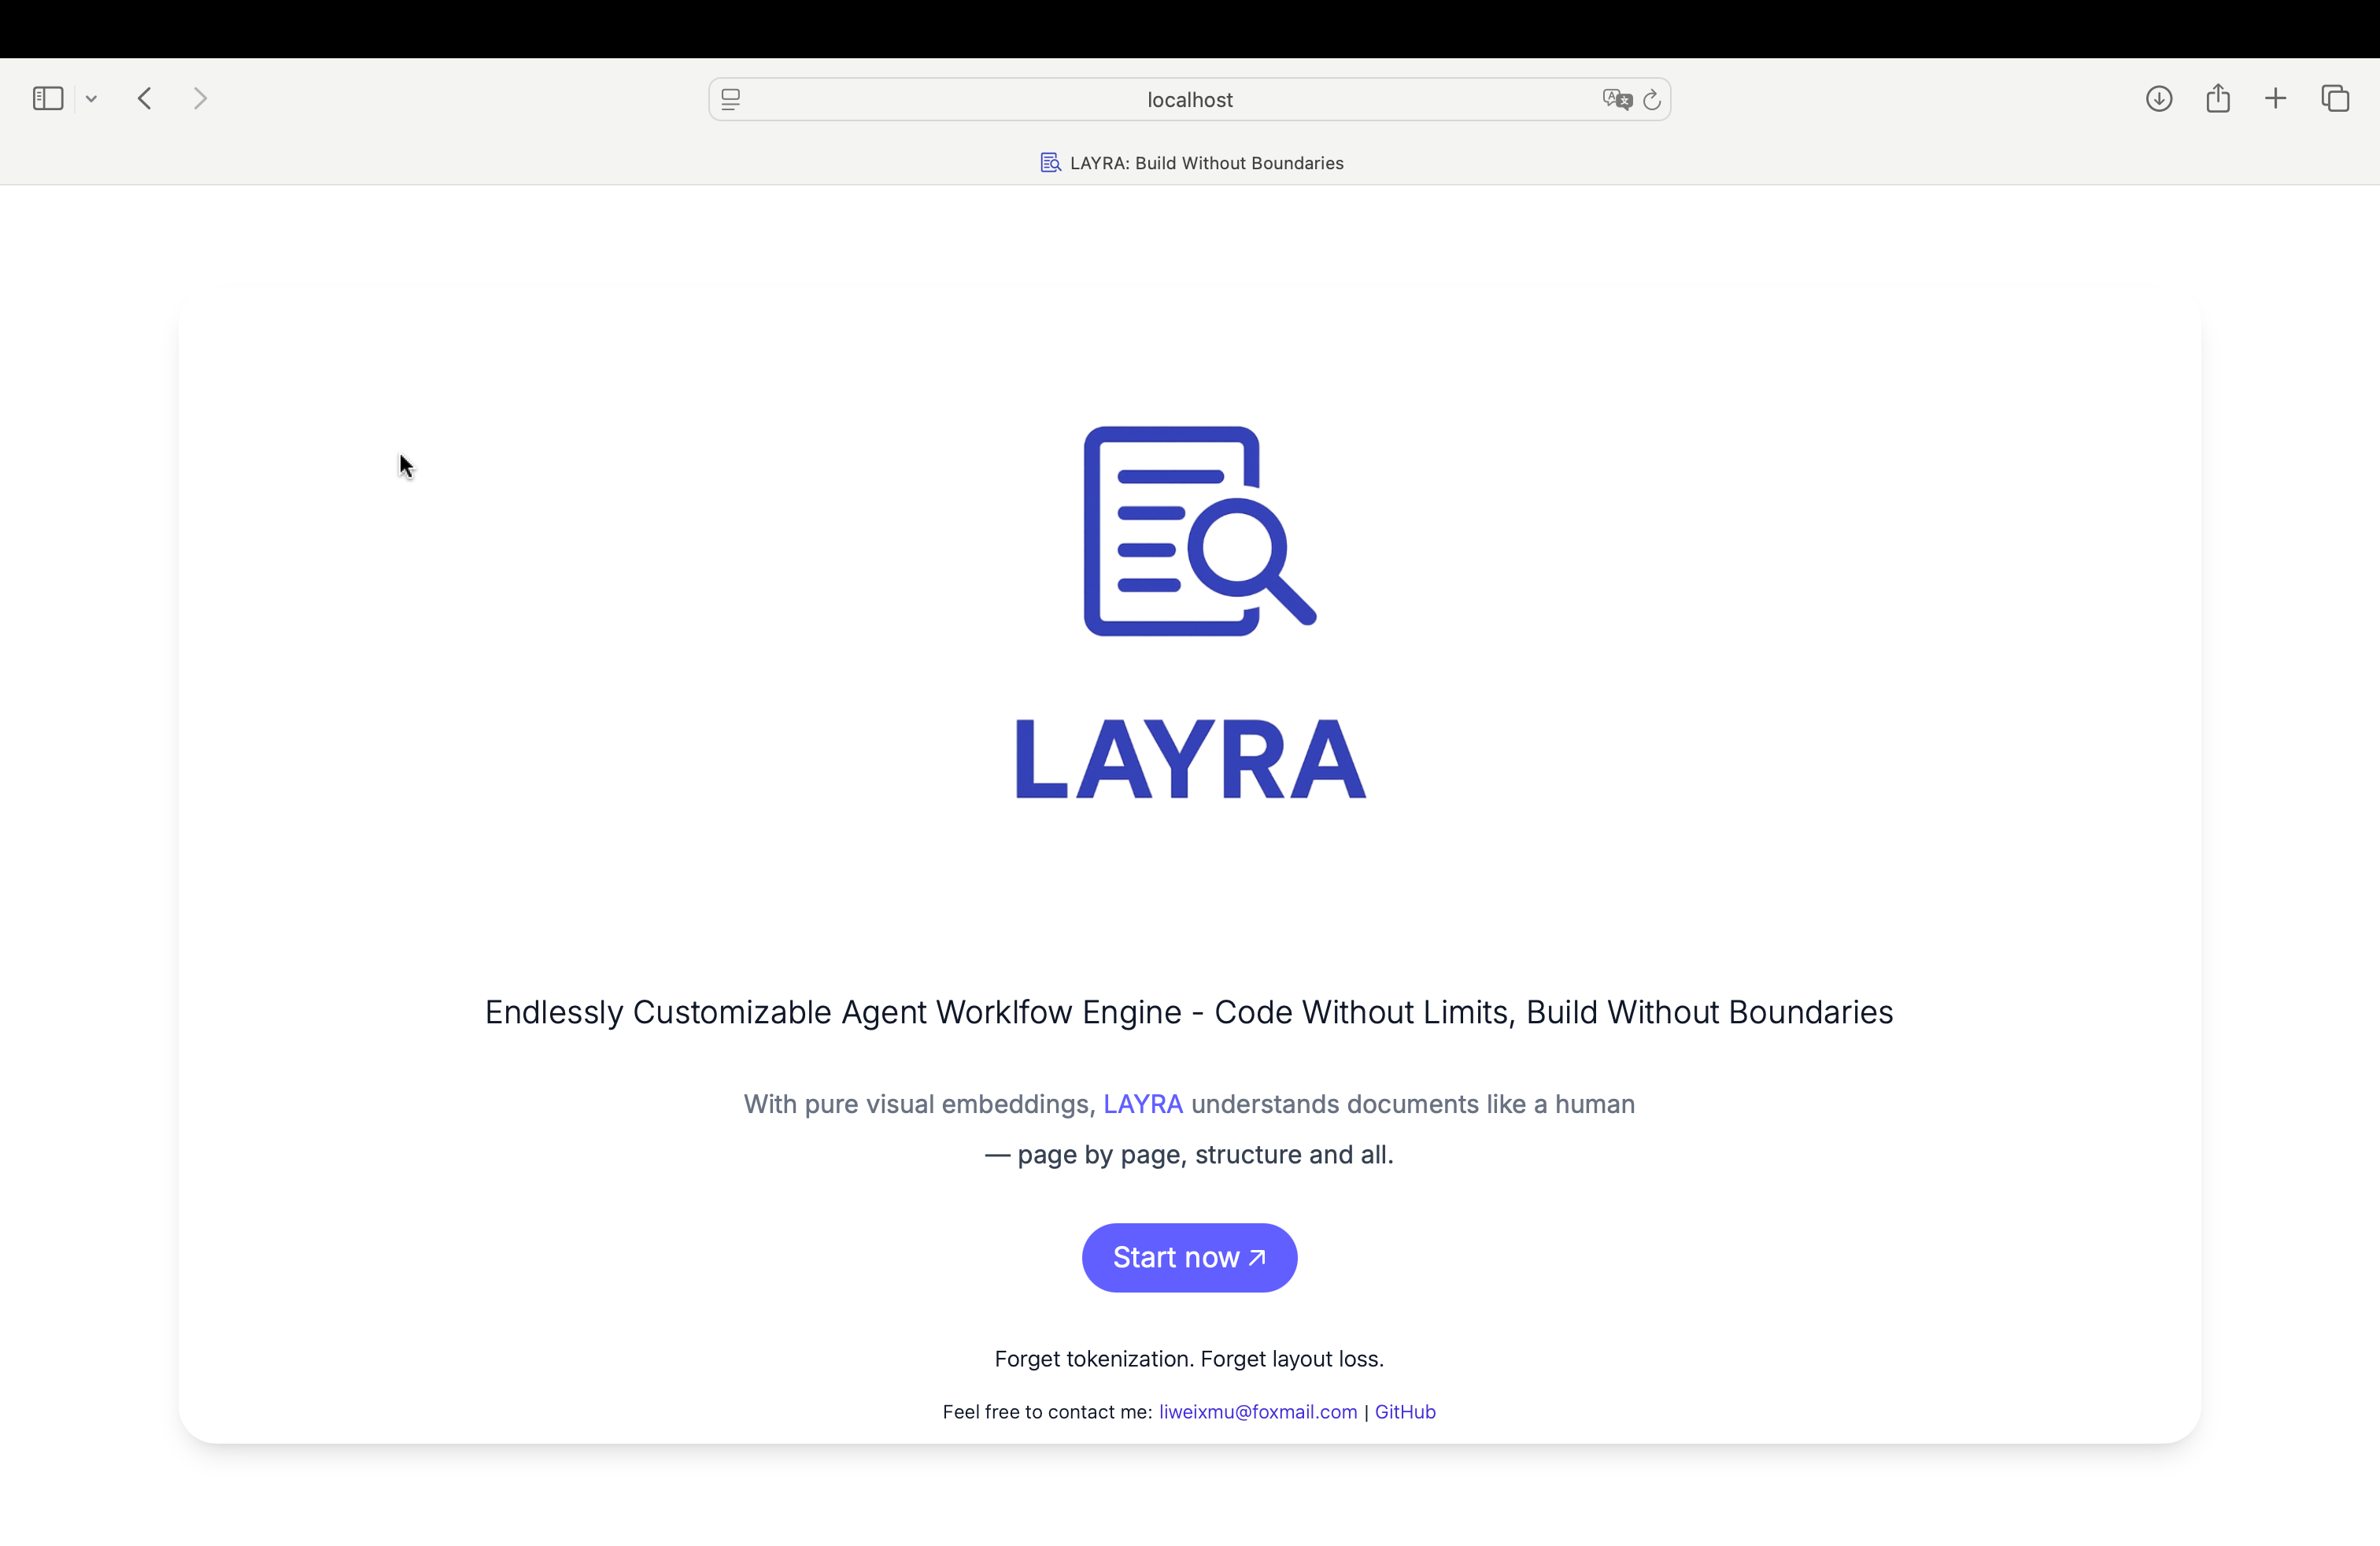 localhost
LAYRA: Build Without Boundaries
LAYRA
Endlessly Customizable Agent Worklfow Engine - Code Without Limits, Build Without Boundaries
With pure visual embeddings, LAYRA understands documents like a human
— page by page, structure and all.
Start now ↗
Forget tokenization. Forget layout loss.
Feel free to contact me: liweixmu@foxmail.com | GitHub